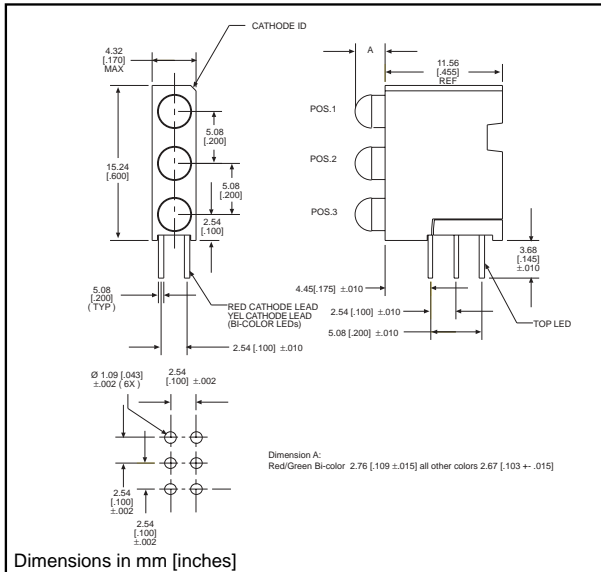 CATHODE ID
4.32
[.170]
MAX
A
11.56
[.455]
REF
POS.1
POS.2
POS.3
5.08
[.200]
15.24
[.600]
5.08
[.200]
2.54
[.100]
3.68
[.145]
±.010
5.08
[.200]
( TYP )
RED CATHODE LEAD
YEL CATHODE LEAD
(BI-COLOR LEDs)
2.54 [.100] ±.010
4.45[.175] ±.010
2.54 [.100] ±.010
5.08 [.200] ±.010
TOP LED
Ø 1.09 [.043]
±.002 ( 6X )
2.54
[.100] ±.002
2.54
[.100]
±.002
2.54
[.100]
±.002
Dimension A:
Red/Green Bi-color 2.76 [.109 ±.015] all other colors 2.67 [.103 +- .015]
Dimensions in mm [inches]